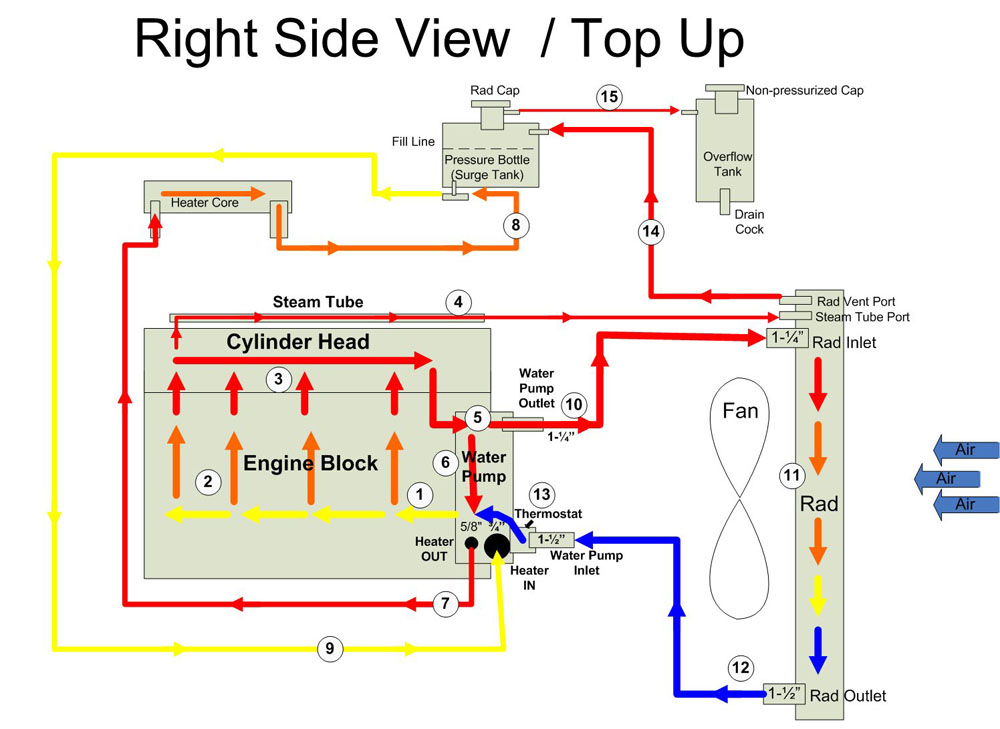 Right Side View / Top Up
Rad Cap
Non-pressurized Cap
15
Fill Line
Pressure Bottle
(Surge Tank)
Overflow
Tank
Drain
Cock
Heater Core
8
14
Steam Tube
4
Rad Vent Port
Steam Tube Port
1-¼”
Rad Inlet
Cylinder Head
3
Water
Pump
Outlet
10
1-¼”
5
Fan
Engine Block
2
1
6
Water
Pump
11
Rad
Air
Air
Air
13
Thermostat
5/8"
¾”
Heater
OUT
1-½”
Water Pump
Inlet
Heater
IN
7
9
12
1-½”
Rad Outlet